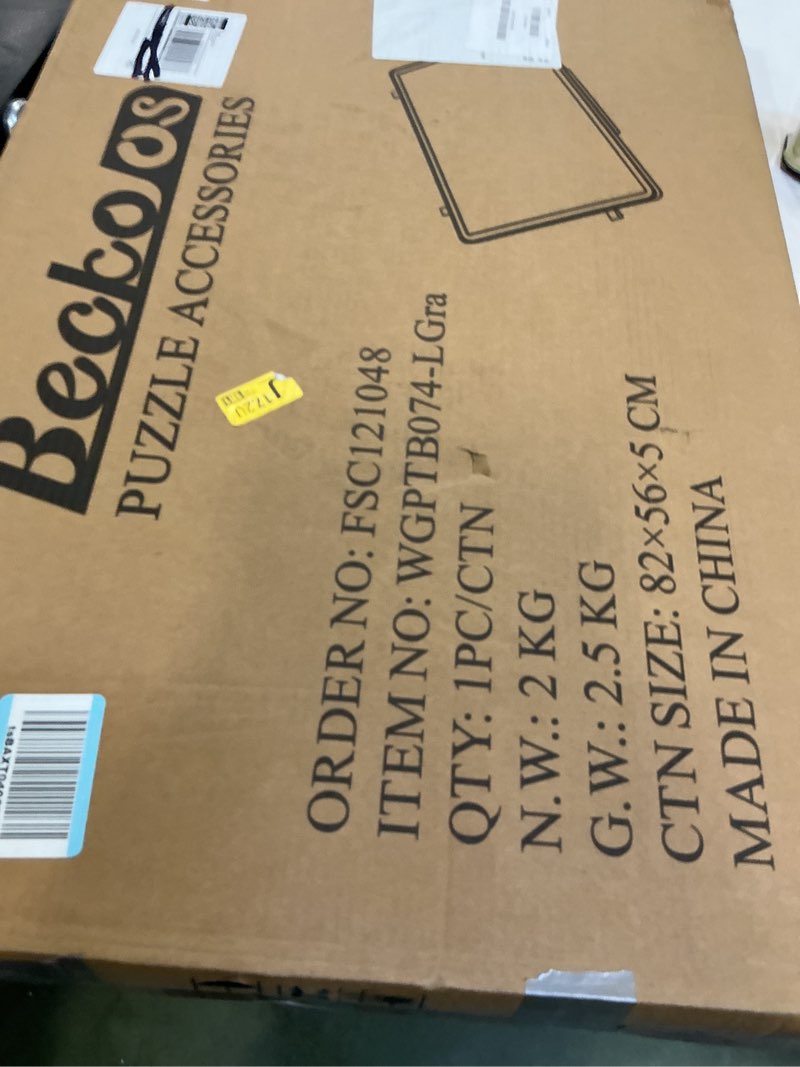 Beckoos
PUZZLE ACCESSORIES
ORDER NO: FSC121048
ITEM NO: WGPTB074-LGra
QTY: 1PC/CTN
N.W.: 2 KG
G.W.: 2.5 KG
CTN SIZE: 82×56×5 CM
MADE IN CHINA